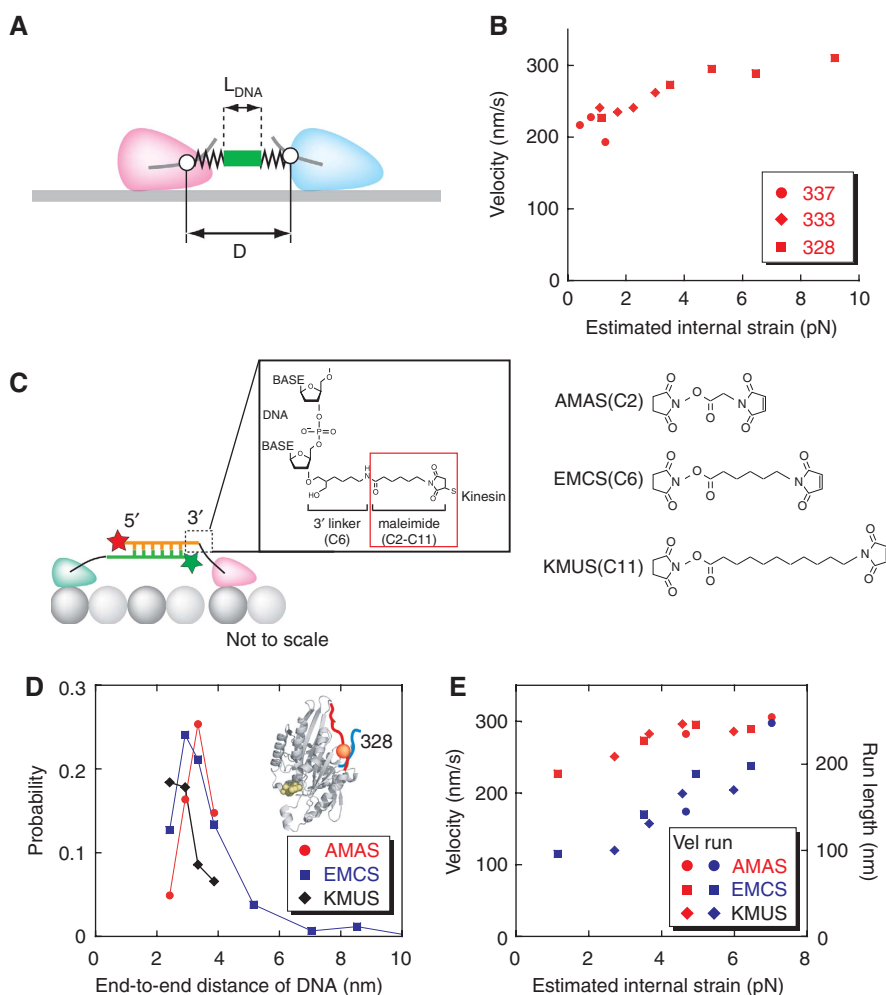 A
L_DNA
D
B
Velocity (nm/s)
300
200
100
0
0 2 4 6 8 10
Estimated internal strain (pN)
337
333
328
C
5′ 3′
Not to scale
BASE
O
DNA
O
O⁻–P=O
O
BASE
O
HO
H
N
O
O
N
O
S
Kinesin
3′ linker
(C6)
maleimide
(C2-C11)
AMAS(C2)
O
N
O
O
O
O
N
O
EMCS(C6)
O
N
O
O
O
O
N
O
KMUS(C11)
O
N
O
O
O
O
N
O
D
Probability
0.3
0.2
0.1
0
0 2 4 6 8 10
End-to-end distance of DNA (nm)
328
AMAS
EMCS
KMUS
E
Velocity (nm/s)
300
200
100
0
0 2 4 6 8
Estimated internal strain (pN)
200
100
0
Run length (nm)
Vel run
AMAS
EMCS
KMUS